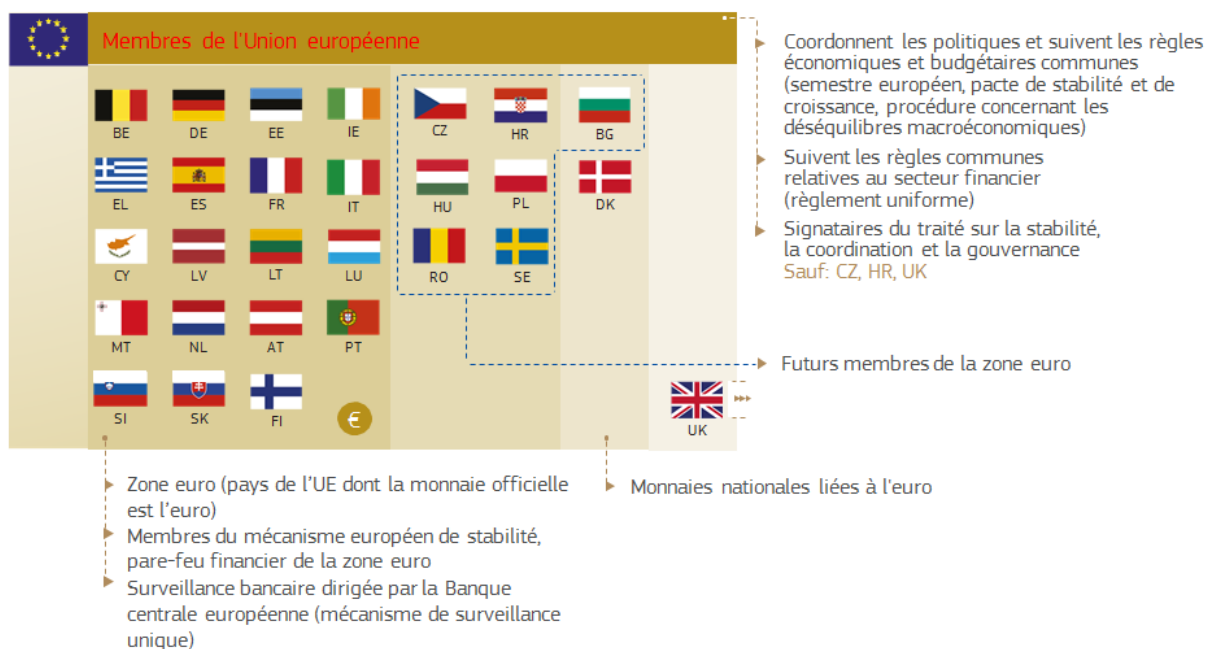 Membres de l'Union européenne
BE DE EE IE CZ HR BG
EL ES FR IT HU PL DK
CY LV LT LU RO SE
MT NL AT PT
SI SK FI €
UK
Coordonnent les politiques et suivent les règles
économiques et budgétaires communes
(semestre européen, pacte de stabilité et de
croissance, procédure concernant les
déséquilibres macroéconomiques)
Suivent les règles communes
relatives au secteur financier
(règlement uniforme)
Signataires du traité sur la stabilité,
la coordination et la gouvernance
Sauf: CZ, HR, UK
Futurs membres de la zone euro
Zone euro (pays de l'UE dont la monnaie officielle
est l'euro)
Membres du mécanisme européen de stabilité,
pare-feu financier de la zone euro
Surveillance bancaire dirigée par la Banque
centrale européenne (mécanisme de surveillance
unique)
Monnaies nationales liées à l'euro